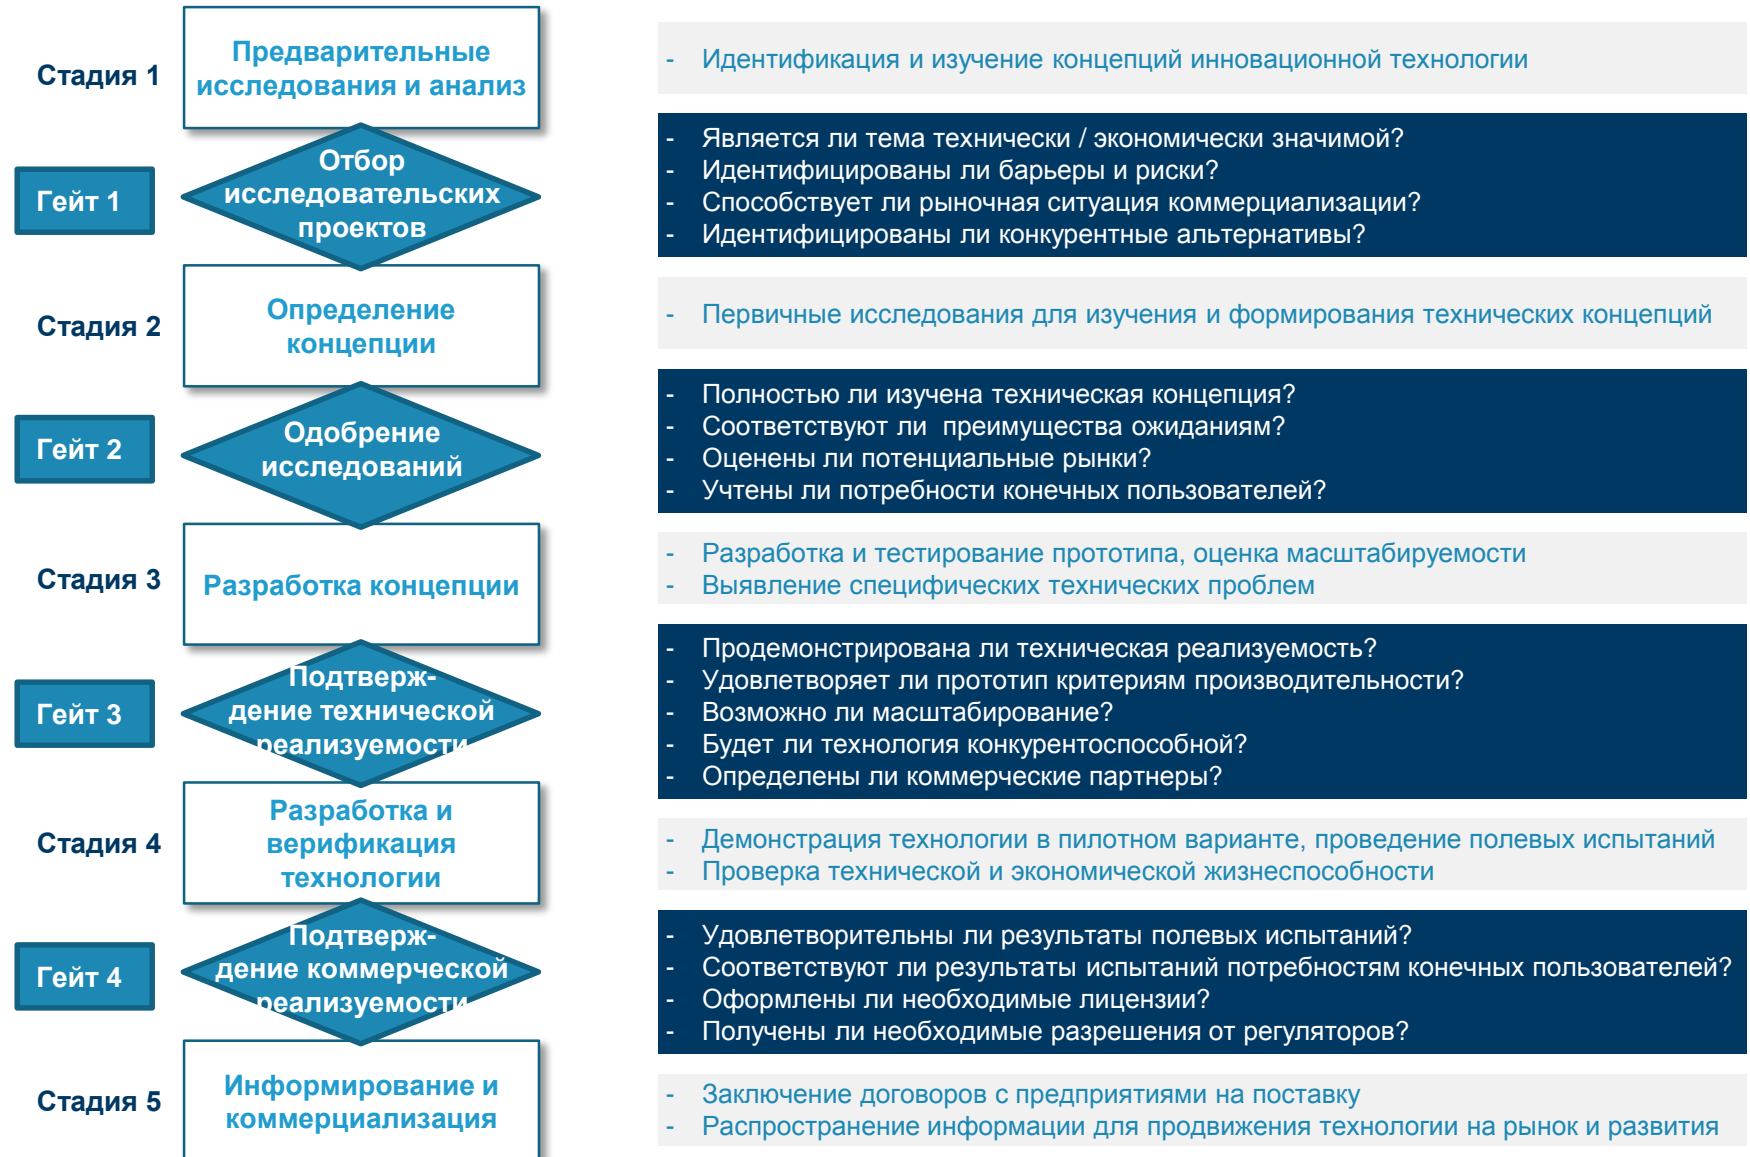 Стадия 1
Предварительные
исследования и анализ
- Идентификация и изучение концепций инновационной технологии
Гейт 1
Отбор
исследовательских
проектов
- Является ли тема технически / экономически значимой?
- Идентифицированы ли барьеры и риски?
- Способствует ли рыночная ситуация коммерциализации?
- Идентифицированы ли конкурентные альтернативы?
Стадия 2
Определение
концепции
- Первичные исследования для изучения и формирования технических концепций
Гейт 2
Одобрение
исследований
- Полностью ли изучена техническая концепция?
- Соответствуют ли преимущества ожиданиям?
- Оценены ли потенциальные рынки?
- Учтены ли потребности конечных пользователей?
Стадия 3
Разработка концепции
- Разработка и тестирование прототипа, оценка масштабируемости
- Выявление специфических технических проблем
Гейт 3
Подтверж-
дение технической
реализуемости
- Продемонстрирована ли техническая реализуемость?
- Удовлетворяет ли прототип критериям производительности?
- Возможно ли масштабирование?
- Будет ли технология конкурентоспособной?
- Определены ли коммерческие партнеры?
Стадия 4
Разработка и
верификация
технологии
- Демонстрация технологии в пилотном варианте, проведение полевых испытаний
- Проверка технической и экономической жизнеспособности
Гейт 4
Подтверж-
дение коммерческой
реализуемости
- Удовлетворительны ли результаты полевых испытаний?
- Соответствуют ли результаты испытаний потребностям конечных пользователей?
- Оформлены ли необходимые лицензии?
- Получены ли необходимые разрешения от регуляторов?
Стадия 5
Информирование и
коммерциализация
- Заключение договоров с предприятиями на поставку
- Распространение информации для продвижения технологии на рынок и развития